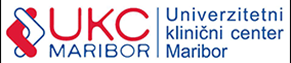 UKC
MARIBOR
Univerzitetni
klinični center
Maribor